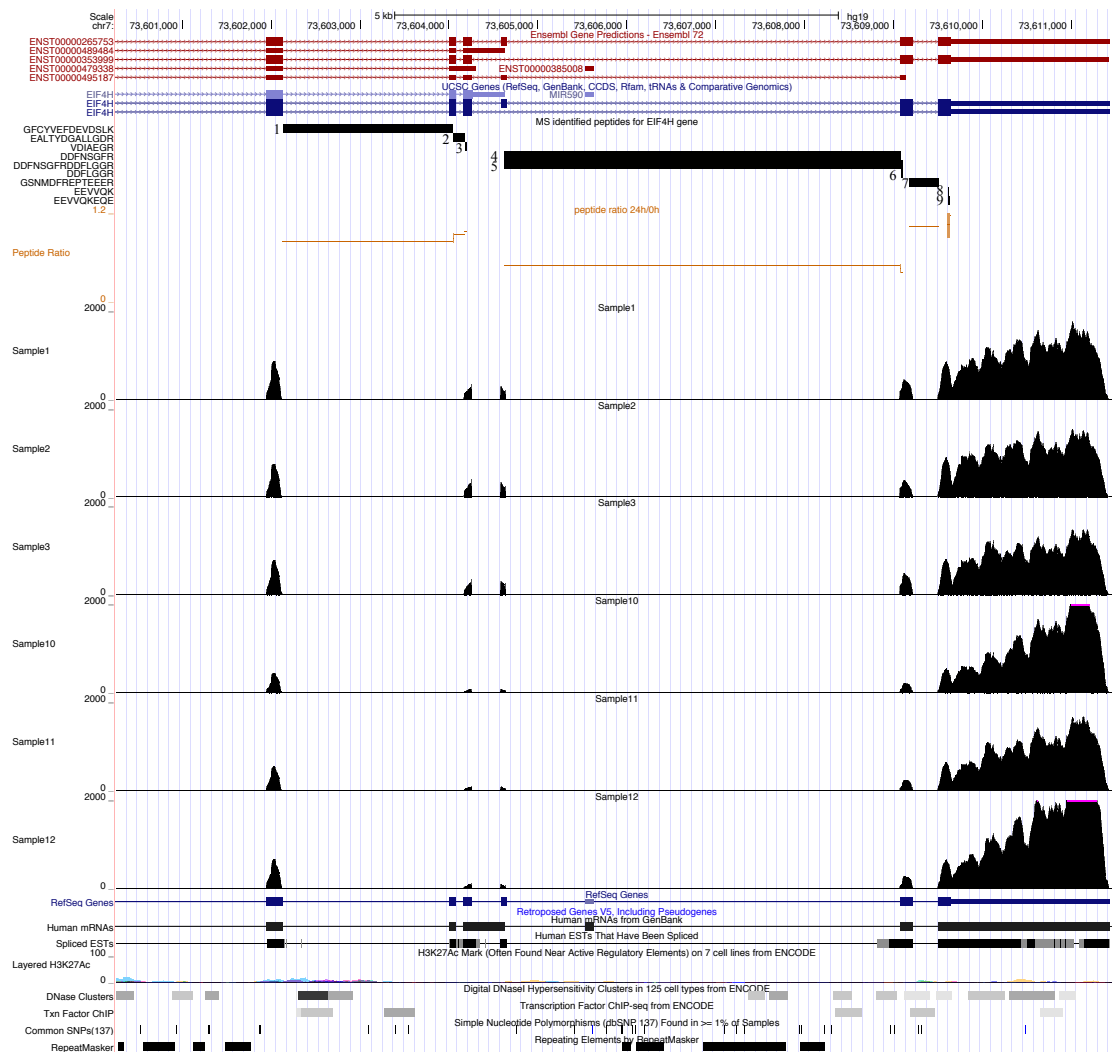 Scale 5 kb hg19
chr7: 73,601,000 73,602,000 73,603,000 73,604,000 73,605,000 73,606,000 73,607,000 73,608,000 73,609,000 73,610,000 73,611,000
Ensembl Gene Predictions - Ensembl 72
ENST00000265753
ENST00000489484
ENST00000353999
ENST00000479338 ENST00000385008
ENST00000495187
UCSC Genes (RefSeq, GenBank, CCDS, Rfam, tRNAs & Comparative Genomics)
EIF4H MIR590
EIF4H
EIF4H
MS identified peptides for EIF4H gene
GFCYVEFDEVDSLK 1
EALTYDGALLGDR 2
VDIAEGR 3
DDFNSGFR 4
DDFNSGFRDDFLGGR 5
DDFLGGR 6
GSNMDFREPTEEER 7
EEVVQK 8
EEVVQKEQE 9
1.2 peptide ratio 24h/0h
Peptide Ratio
0
2000 Sample1
Sample1
0
2000 Sample2
Sample2
0
2000 Sample3
Sample3
0
2000 Sample10
Sample10
0
2000 Sample11
Sample11
0
2000 Sample12
Sample12
0
RefSeq Genes
RefSeq Genes
Retroposed Genes V5, Including Pseudogenes
Human mRNAs from GenBank
Human mRNAs
Human ESTs That Have Been Spliced
Spliced ESTs
100 H3K27Ac Mark (Often Found Near Active Regulatory Elements) on 7 cell lines from ENCODE
Layered H3K27Ac
0
Digital DNaseI Hypersensitivity Clusters in 125 cell types from ENCODE
DNase Clusters
Transcription Factor ChIP-seq from ENCODE
Txn Factor ChIP
Simple Nucleotide Polymorphisms (dbSNP 137) Found in >= 1% of Samples
Common SNPs(137)
Repeating Elements by RepeatMasker
RepeatMasker